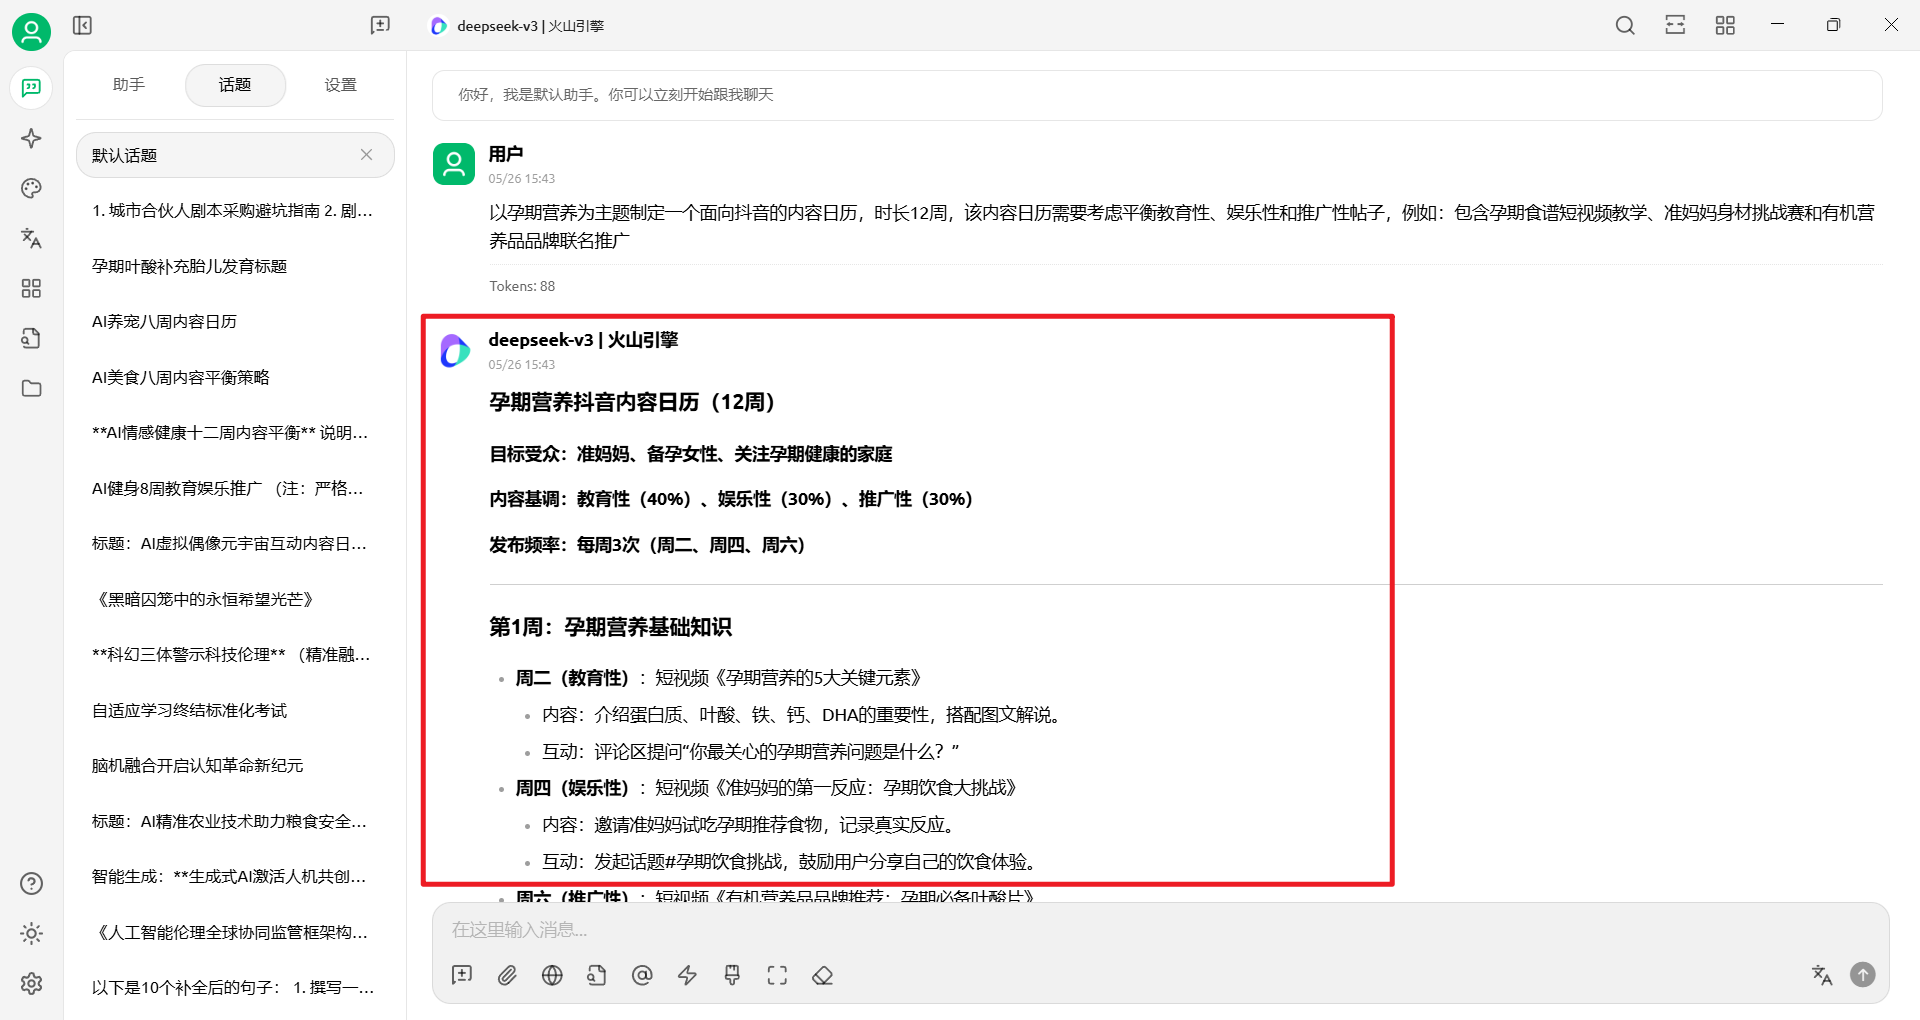 deepseek-v3 | 火山引擎
助手
话题
设置
默认话题
1. 城市合伙人剧本采购避坑指南 2. 剧...
孕期叶酸补充胎儿发育标题
AI养宠八周内容日历
AI美食八周内容平衡策略
**AI情感健康十二周内容平衡** 说明...
AI健身8周教育娱乐推广 （注：严格...
标题：AI虚拟偶像元宇宙互动内容日...
《黑暗囚笼中的永恒希望光芒》
**科幻三体警示科技伦理** （精准融...
自适应学习终结标准化考试
脑机融合开启认知革命新纪元
标题：AI精准农业技术助力粮食安全...
智能生成：**生成式AI激活人机共创...
《人工智能伦理全球协同监管框架构...
以下是10个补全后的句子： 1. 撰写一...
你好，我是默认助手。你可以立刻开始跟我聊天
用户
05/26 15:43
以孕期营养为主题制定一个面向抖音的内容日历，时长12周，该内容日历需要考虑平衡教育性、娱乐性和推广性帖子，例如：包含孕期食谱短视频教学、准妈妈身材挑战赛和有机营
养品品牌联名推广
Tokens: 88
deepseek-v3 | 火山引擎
05/26 15:43
孕期营养抖音内容日历（12周）
目标受众：准妈妈、备孕女性、关注孕期健康的家庭
内容基调：教育性（40%）、娱乐性（30%）、推广性（30%）
发布频率：每周3次（周二、周四、周六）
第1周：孕期营养基础知识
周二（教育性）：短视频《孕期营养的5大关键元素》
内容：介绍蛋白质、叶酸、铁、钙、DHA的重要性，搭配图文解说。
互动：评论区提问“你最关心的孕期营养问题是什么？”
周四（娱乐性）：短视频《准妈妈的第一反应：孕期饮食大挑战》
内容：邀请准妈妈试吃孕期推荐食物，记录真实反应。
互动：发起话题#孕期饮食挑战，鼓励用户分享自己的饮食体验。
周六（推广性）：短视频《有机营养品品牌推荐：孕期必备叶酸片》
在这里输入消息...